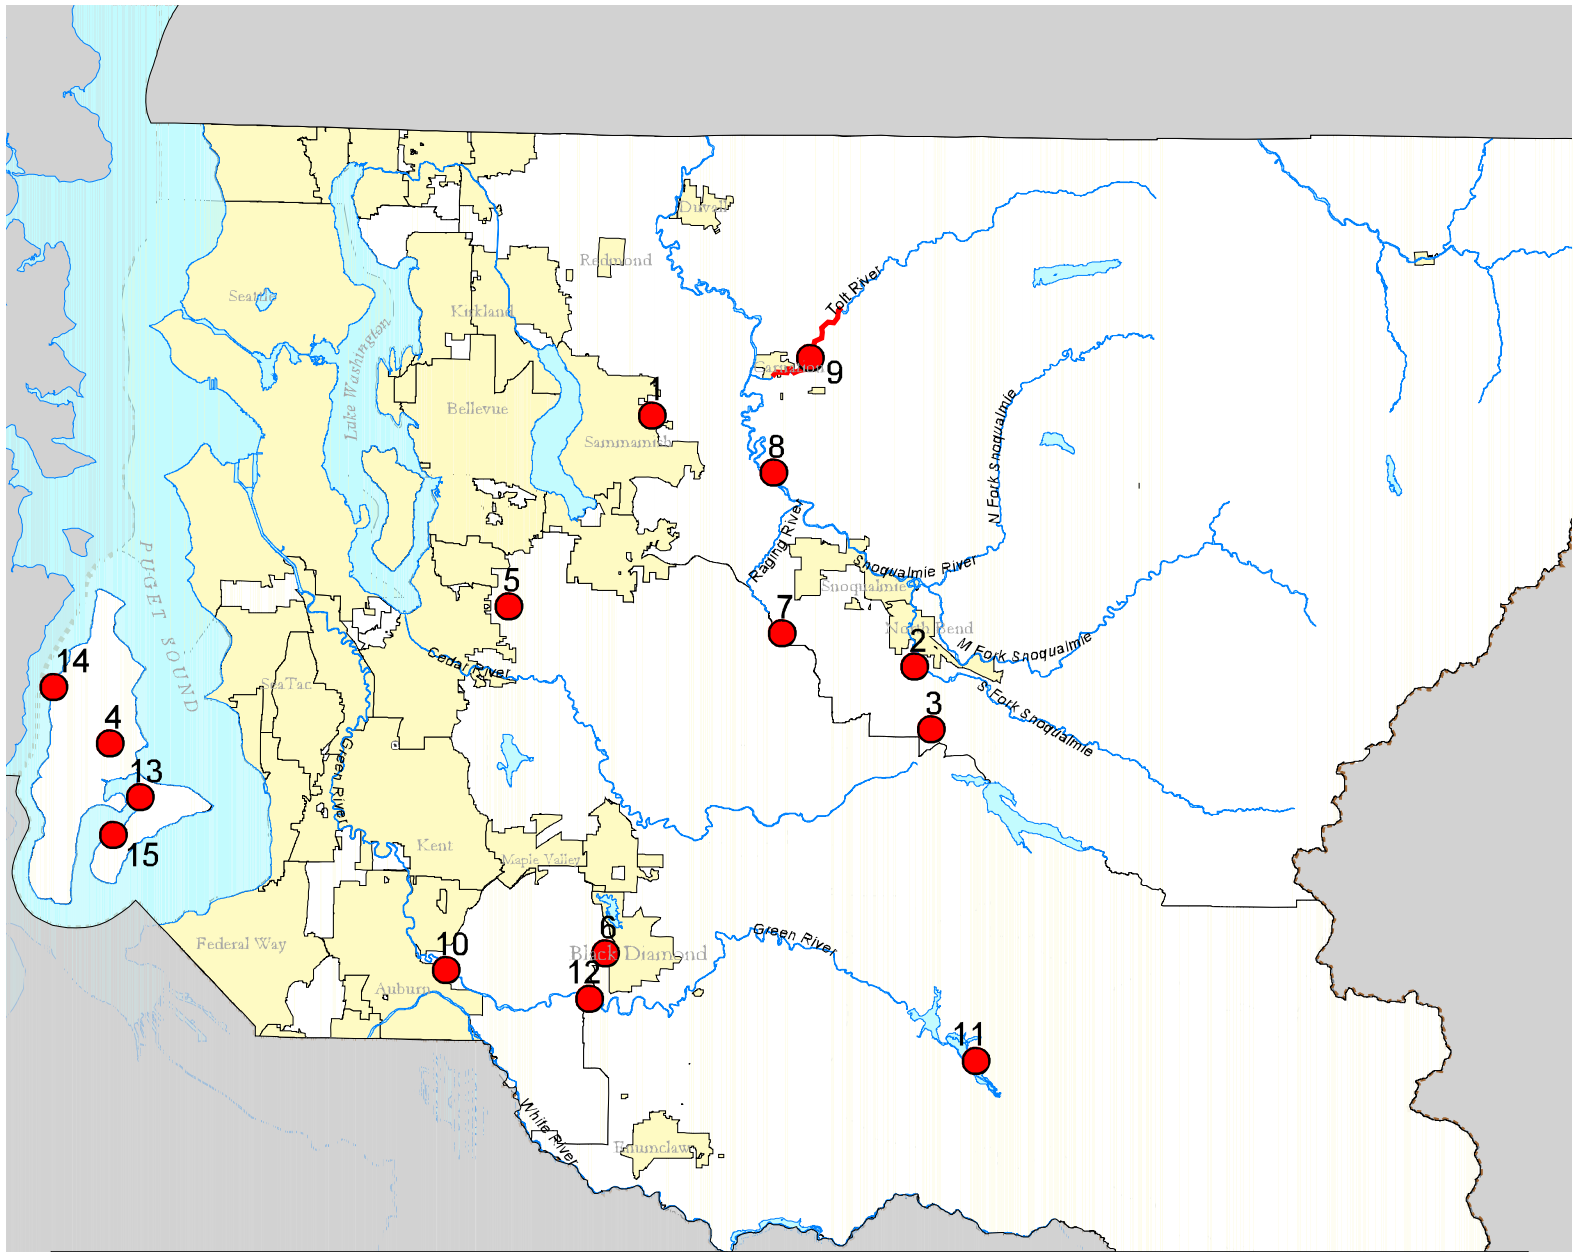 Duvall
Redmond
Tolt River
Seattle
Kirkland
Lake Washington
9
Carnation
1
N Fork Snoqualmie
Bellevue
Sammamish
8
Raging River
PUGET SOUND
Snoqualmie River
5
Snoqualmie
7
North Bend
2
M Fork Snoqualmie
Cedar River
14
SeaTac
S Fork Snoqualmie
3
4
Green River
13
15
Kent
Maple Valley
Green River
6
Federal Way
10
Black Diamond
12
Auburn
11
White River
Enumclaw